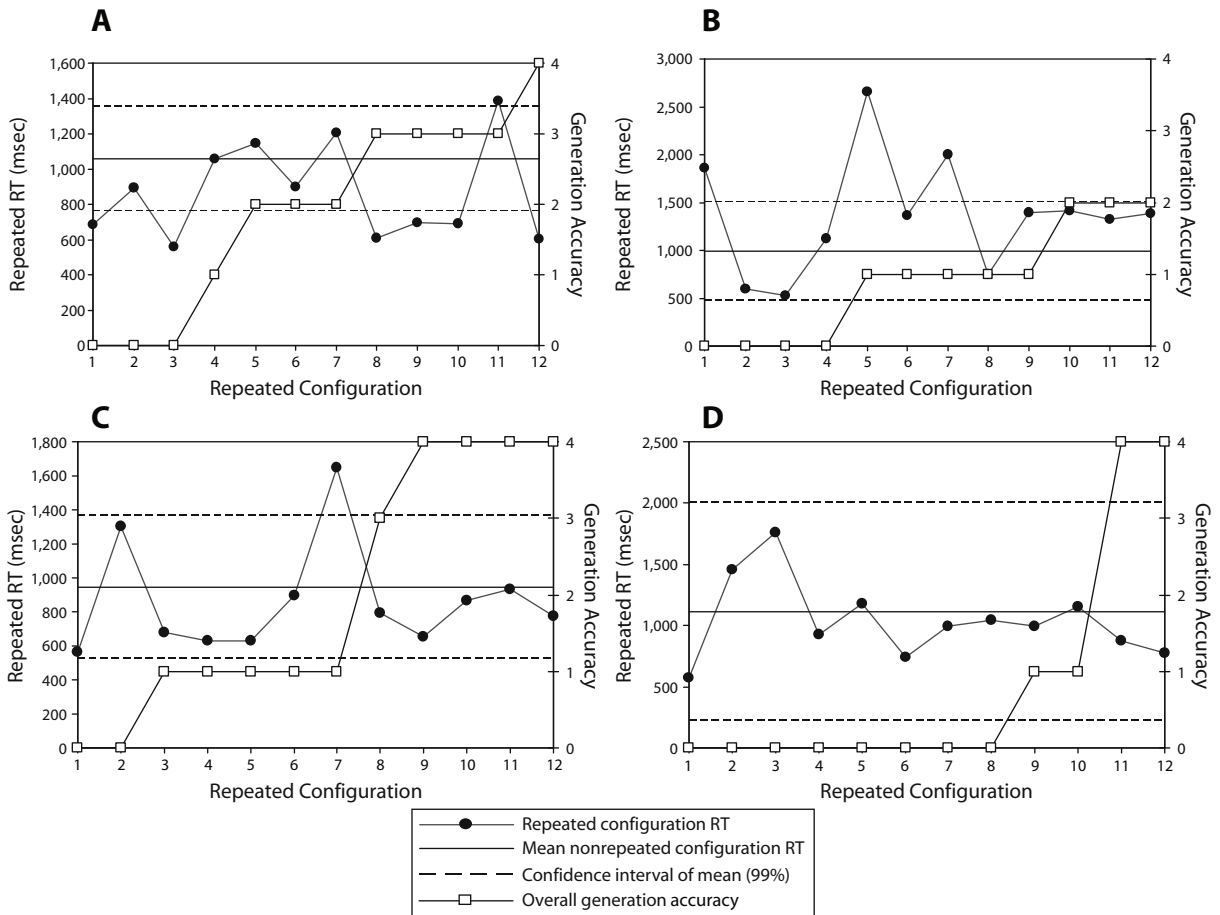 A
Repeated RT (msec)
1,600
1,400
1,200
1,000
800
600
400
200
0
4
3
2
1
0
Generation Accuracy
1 2 3 4 5 6 7 8 9 10 11 12
Repeated Configuration
B
Repeated RT (msec)
3,000
2,500
2,000
1,500
1,000
500
0
4
3
2
1
0
Generation Accuracy
1 2 3 4 5 6 7 8 9 10 11 12
Repeated Configuration
C
Repeated RT (msec)
1,800
1,600
1,400
1,200
1,000
800
600
400
200
0
4
3
2
1
0
Generation Accuracy
1 2 3 4 5 6 7 8 9 10 11 12
Repeated Configuration
D
Repeated RT (msec)
2,500
2,000
1,500
1,000
500
0
4
3
2
1
0
Generation Accuracy
1 2 3 4 5 6 7 8 9 10 11 12
Repeated Configuration
Repeated configuration RT
Mean nonrepeated configuration RT
Confidence interval of mean (99%)
Overall generation accuracy